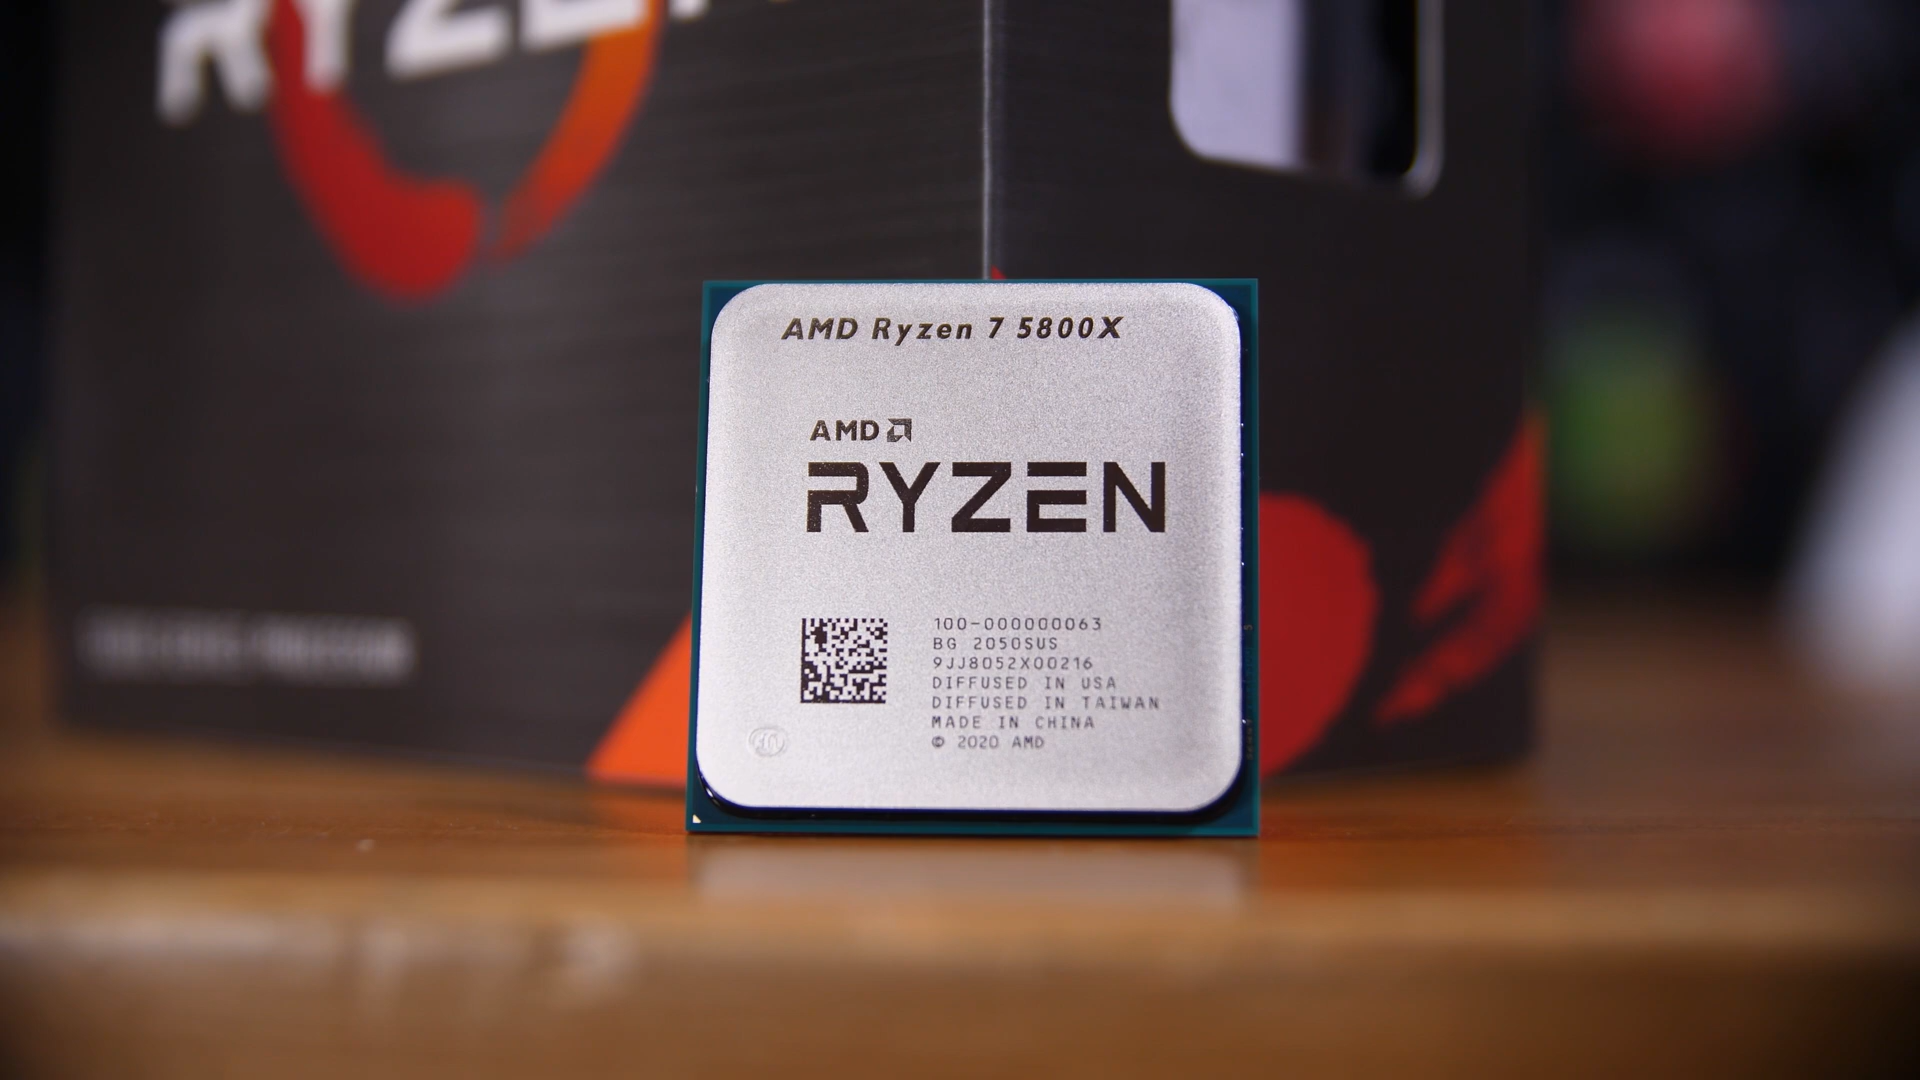 RYZEN
AMD Ryzen 7 5800X
AMD
RYZEN
100-000000063
BG 2050SUS
9JJ8052X00216
DIFFUSED IN USA
DIFFUSED IN TAIWAN
MADE IN CHINA
© 2020 AMD